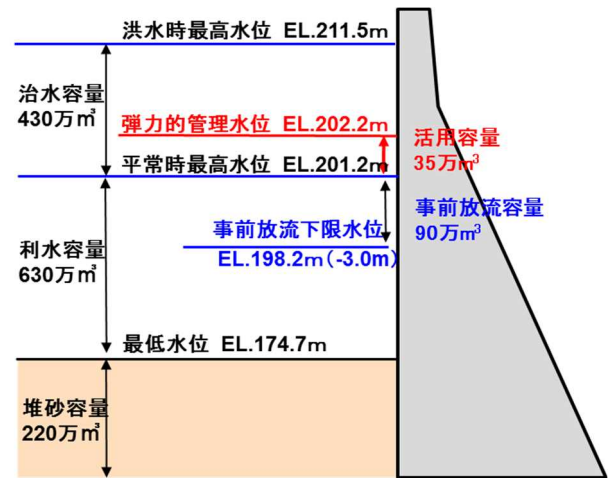 洪水時最高水位 EL.211.5m
治水容量
430万㎥
弾力的管理水位 EL.202.2m
活用容量
35万m³
平常時最高水位 EL.201.2m
事前放流容量
90万m³
事前放流下限水位
EL.198.2m(-3.0m)
利水容量
630万㎥
最低水位 EL.174.7m
堆砂容量
220万㎥